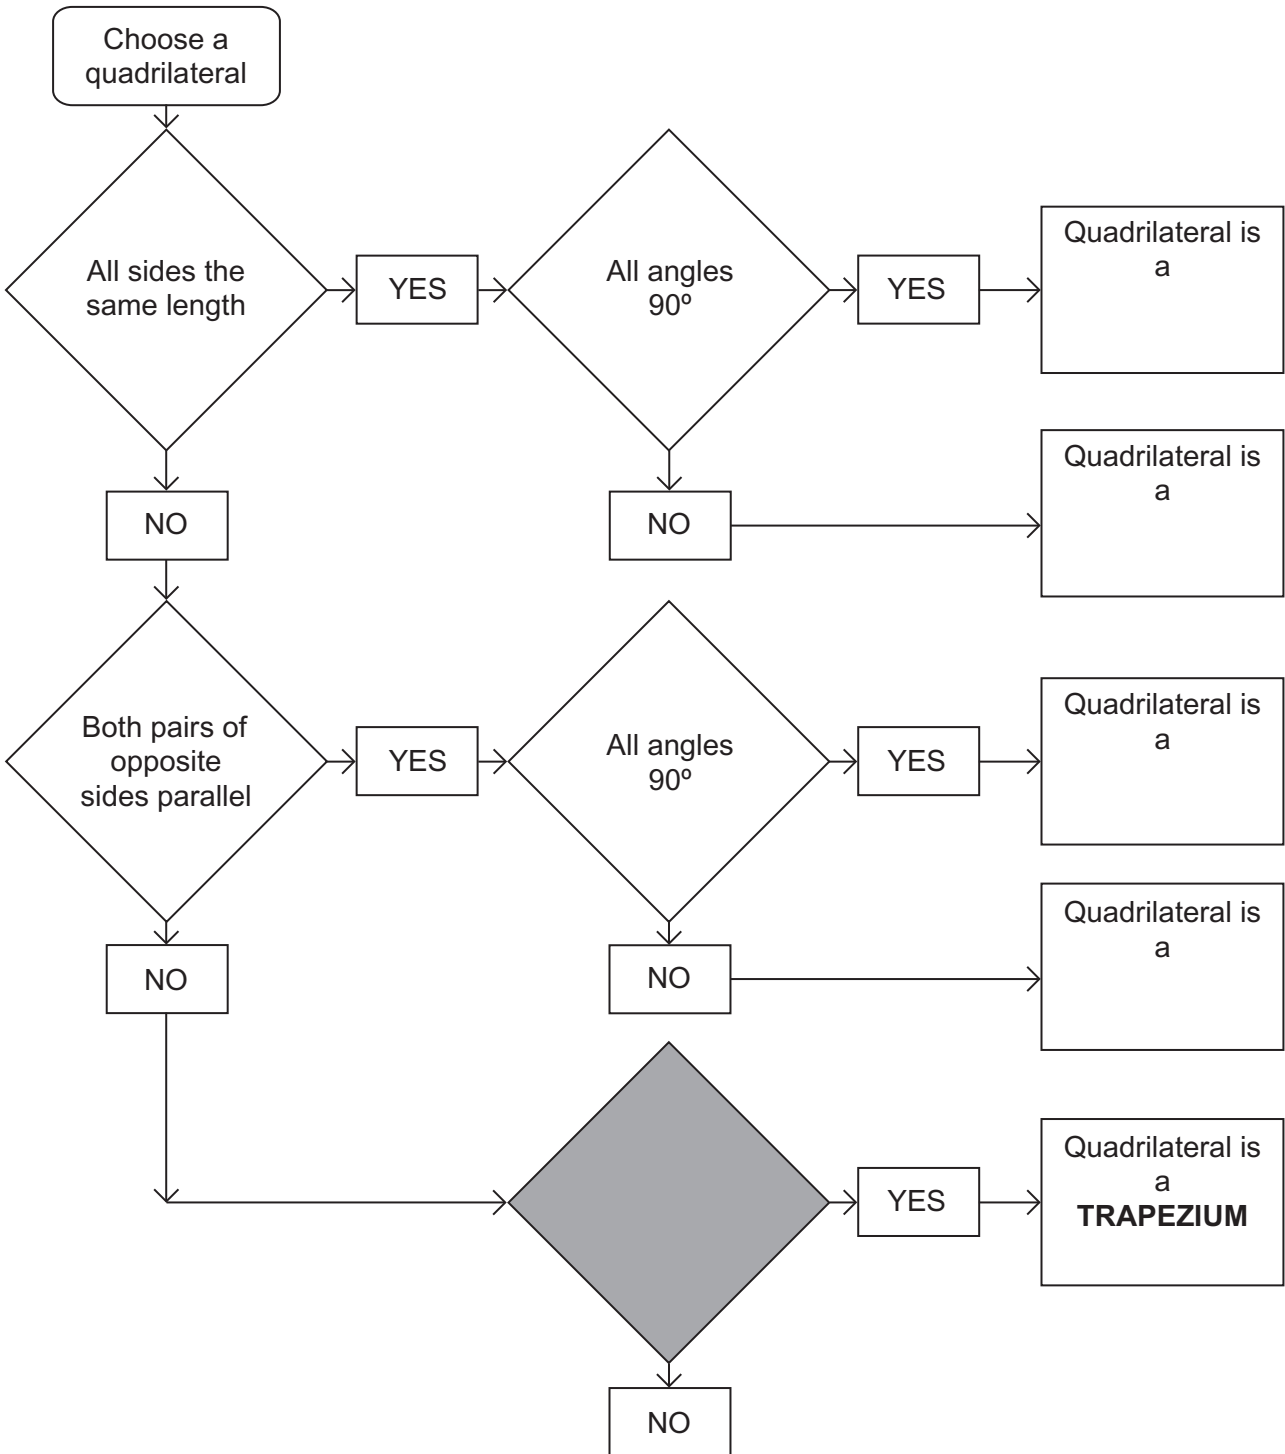 Choose a
quadrilateral
All sides the
same length
YES
All angles
90º
YES
Quadrilateral is
a
NO
NO
Quadrilateral is
a
Both pairs of
opposite
sides parallel
YES
All angles
90º
YES
Quadrilateral is
a
NO
NO
Quadrilateral is
a
YES
Quadrilateral is
a
TRAPEZIUM
NO